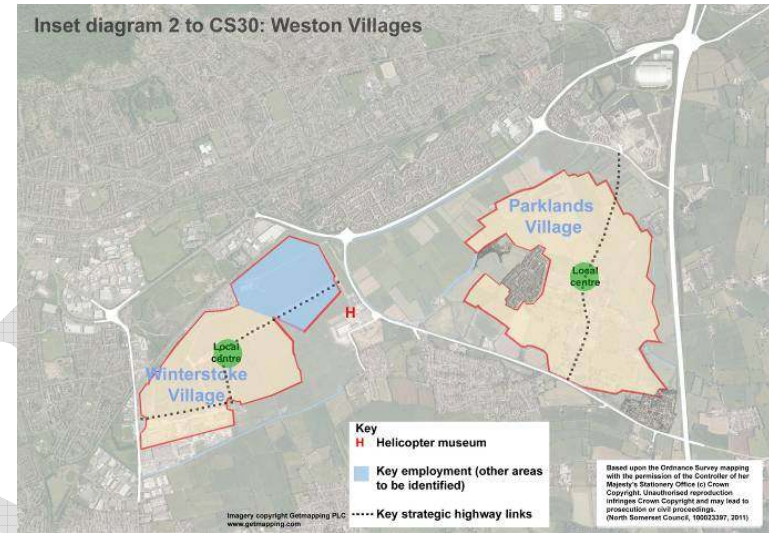 Inset diagram 2 to CS30: Weston Villages
Parklands
Village
Local
centre
H
Local
centre
Winterstoke
Village
Key
H Helicopter museum
Key employment (other areas
to be identified)
Key strategic highway links
Imagery copyright Getmapping PLC
www.getmapping.com
Based upon the Ordnance Survey mapping
with the permission of the Controller of her
Majesty's Stationery Office (c) Crown
Copyright. Unauthorised reproduction
infringes Crown Copyright and may lead to
prosecution or civil proceedings.
(North Somerset Council, 100023397, 2011)